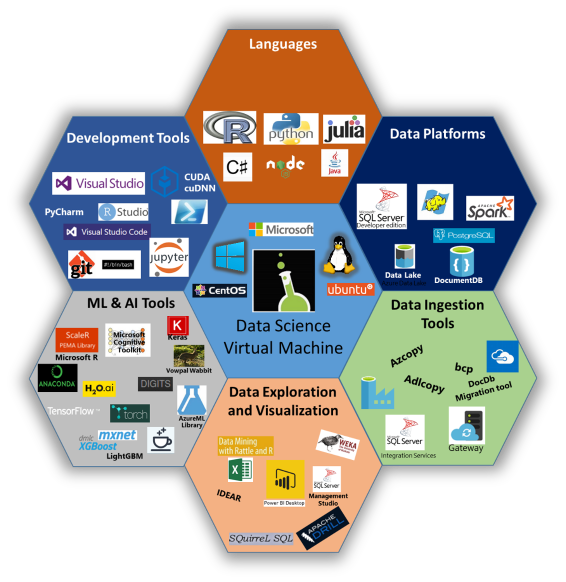 Languages
R
python
julia
C#
node
Java
Development Tools
Visual Studio
CUDA
cuDNN
PyCharm
R Studio
Visual Studio Code
git
#!/bin/bash
jupyter
Data Platforms
SQL Server
Developer edition
APACHE
Spark
PostgreSQL
Data Lake
DocumentDB
Microsoft
CentOS
ubuntu
Data Science
Virtual Machine
ML & AI Tools
ScaleR
PEMA Library
Microsoft R
Microsoft
Cognitive
Toolkit
K
Keras
Vowpal Wabbit
ANACONDA
H2O.ai
DIGITS
TensorFlow
torch
AzureML
Library
dmlc
mxnet
XGBoost
LightGBM
Data Ingestion
Tools
Azcopy
bcp
Adlcopy
DocDb
Migration tool
SQL Server
Integration Services
Gateway
Data Exploration
and Visualization
Data Mining
with Rattle and R
WEKA
IDEAR
Power BI Desktop
SQL Server
Management
Studio
SQuirreL SQL
APACHE
DRILL